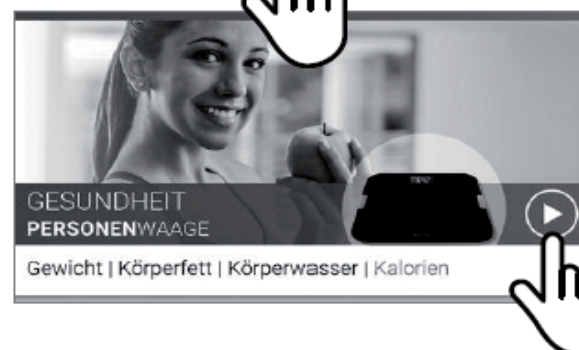 GESUNDHEIT
PERSONENWAAGE
Gewicht | Körperfett | Körperwasser | Kalorien